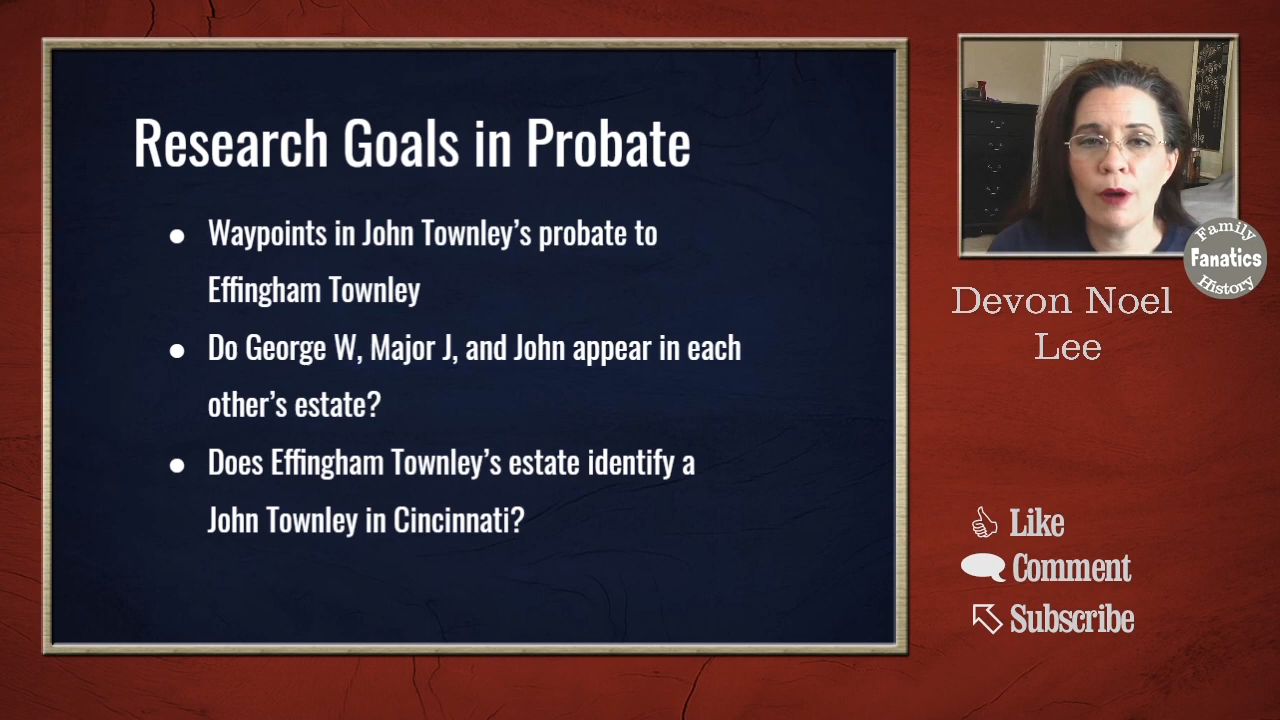 Research Goals in Probate
● Waypoints in John Townley's probate to
Effingham Townley
● Do George W, Major J, and John appear in each
other's estate?
● Does Effingham Townley's estate identify a
John Townley in Cincinnati?
Family
Fanatics
History
Devon Noel
Lee
Like
Comment
Subscribe